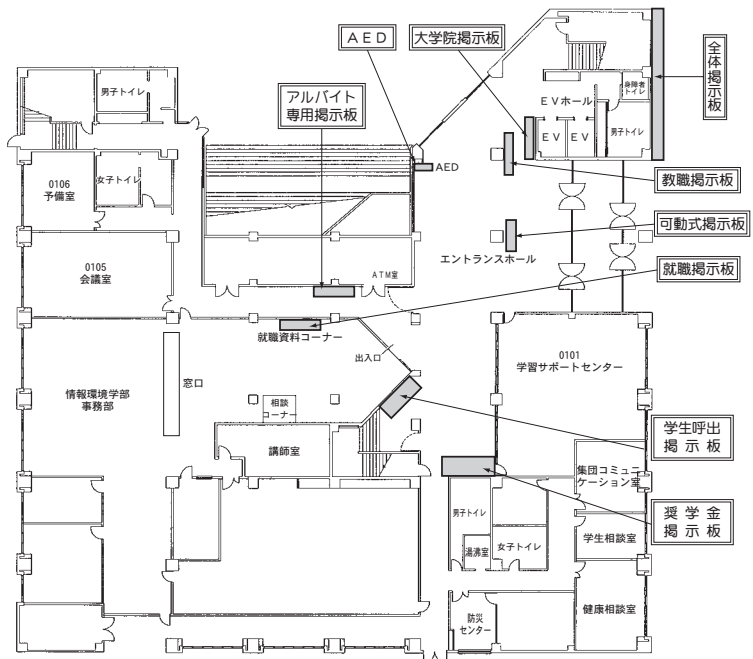 AED
大学院掲示板
アルバイト
専用掲示板
全体掲示板
男子トイレ
身障者
トイレ
EVホール
EV
EV
男子トイレ
AED
0106
予備室
女子トイレ
教職掲示板
可動式掲示板
エントランスホール
0105
会議室
ATM室
就職掲示板
就職資料コーナー
出入口
0101
学習サポートセンター
情報環境学部
事務部
窓口
相談
コーナー
講師室
学生呼出
掲示板
集団コミュニ
ケーション室
奨学金
掲示板
男子トイレ
湯沸室
女子トイレ
学生相談室
防災
センター
健康相談室